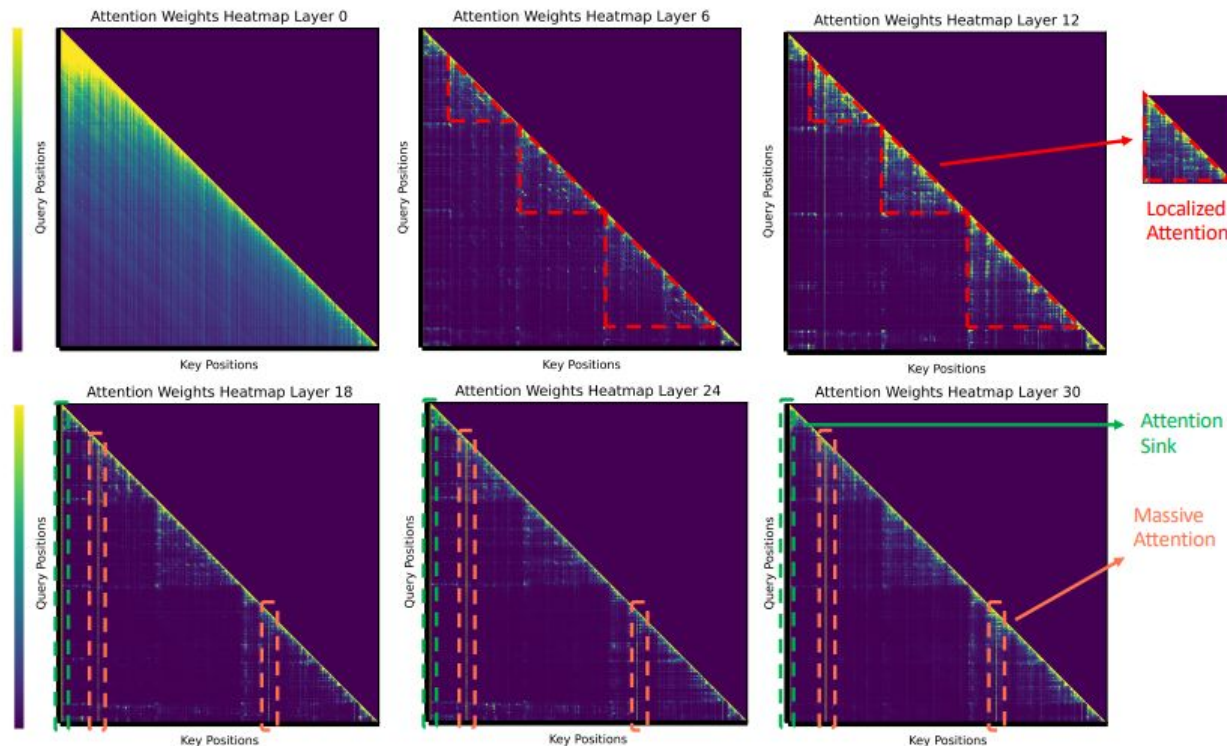 Attention Weights Heatmap Layer 0
Attention Weights Heatmap Layer 6
Attention Weights Heatmap Layer 12
Query Positions
Query Positions
Query Positions
Localized
Attention
Key Positions
Key Positions
Key Positions
Attention Weights Heatmap Layer 18
Attention Weights Heatmap Layer 24
Attention Weights Heatmap Layer 30
Query Positions
Query Positions
Query Positions
Attention
Sink
Massive
Attention
Key Positions
Key Positions
Key Positions